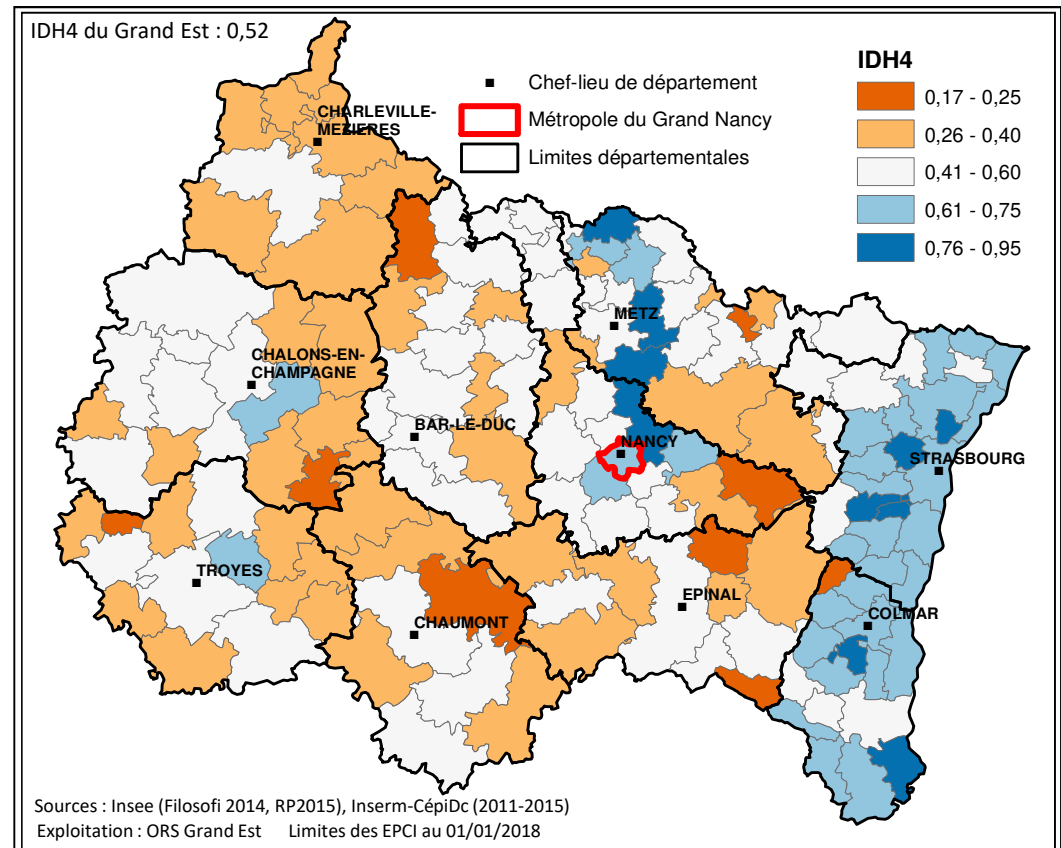 IDH4 du Grand Est : 0,52
IDH4
Chef-lieu de département
Métropole du Grand Nancy
Limites départementales
0,17 - 0,25
0,26 - 0,40
0,41 - 0,60
0,61 - 0,75
0,76 - 0,95
CHARLEVILLE-
MEZIERES
METZ
CHALONS-EN-
CHAMPAGNE
BAR-LE-DUC
NANCY
STRASBOURG
TROYES
EPINAL
CHAUMONT
COLMAR
Sources : Insee (Filosofi 2014, RP2015), Inserm-CépiDc (2011-2015)
Exploitation : ORS Grand Est Limites des EPCI au 01/01/2018